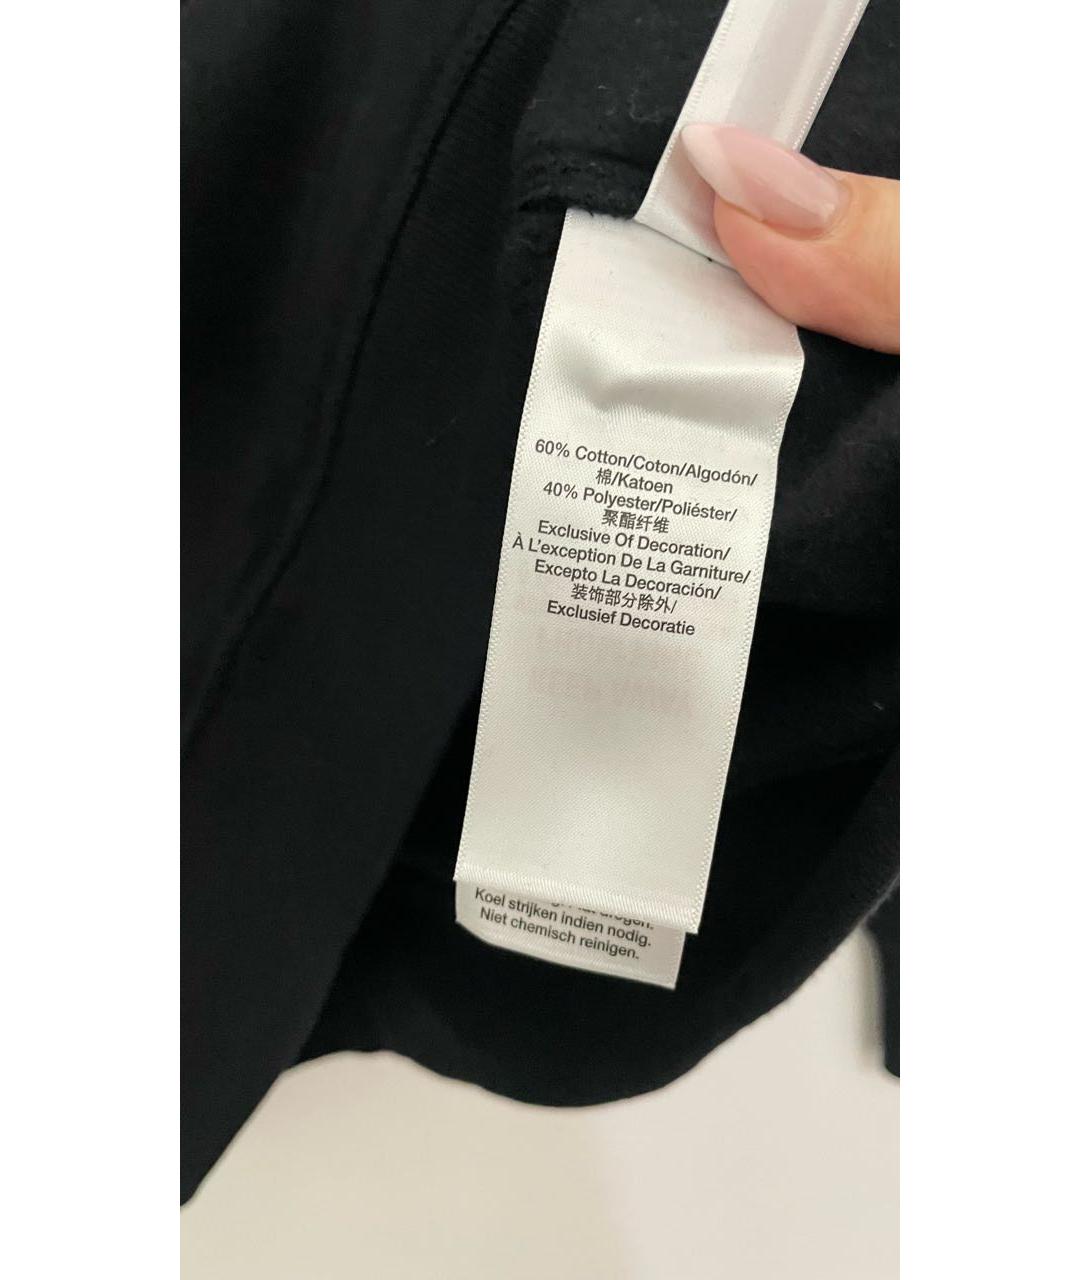 60% Cotton/Coton/Algodón/
棉/Katoen
40% Polyester/Poliéster/
聚酯纤维
Exclusive Of Decoration/
À L'exception De La Garniture/
Excepto La Decoración/
装饰部分除外/
Exclusief Decoratie
drogen.
Koel strijken indien nodig.
Niet chemisch reinigen.